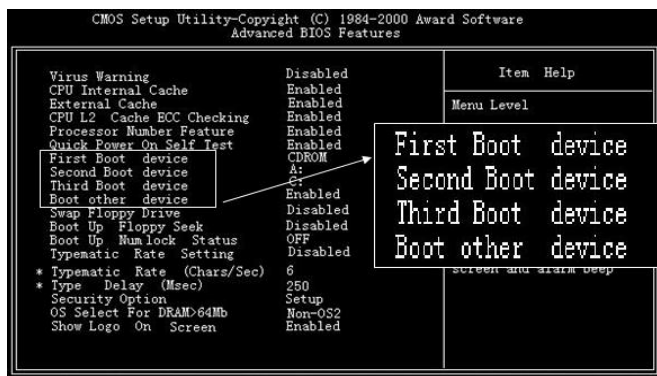 CMOS Setup Utility-Copyright (C) 1984-2000 Award Software
Advanced BIOS Features
Virus Warning Disabled
CPU Internal Cache Enabled
External Cache Enabled
CPU L2 Cache ECC Checking Enabled
Processor Number Feature Enabled
Quick Power On Self Test Enabled
First Boot device CDROM
Second Boot device A:
Third Boot device C:
Boot other device Enabled
Swap Floppy Drive Disabled
Boot Up Floppy Seek Disabled
Boot Up Numlock Status OFF
Typematic Rate Setting Disabled
* Typematic Rate (Chars/Sec) 6
* Type Delay (Msec) 250
Security Option Setup
OS Select For DRAM>64Mb Non-OS2
Show Logo On Screen Enabled
Item Help
Menu Level
First Boot device
Second Boot device
Third Boot device
Boot other device
screen and alarm beep